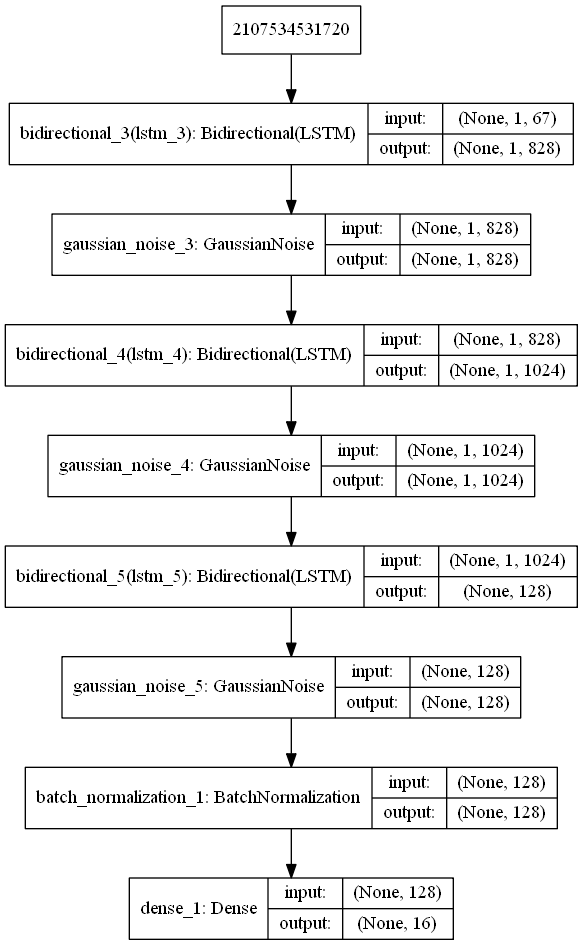 2107534531720
bidirectional_3(lstm_3): Bidirectional(LSTM)
input: (None, 1, 67)
output: (None, 1, 828)
gaussian_noise_3: GaussianNoise
input: (None, 1, 828)
output: (None, 1, 828)
bidirectional_4(lstm_4): Bidirectional(LSTM)
input: (None, 1, 828)
output: (None, 1, 1024)
gaussian_noise_4: GaussianNoise
input: (None, 1, 1024)
output: (None, 1, 1024)
bidirectional_5(lstm_5): Bidirectional(LSTM)
input: (None, 1, 1024)
output: (None, 128)
gaussian_noise_5: GaussianNoise
input: (None, 128)
output: (None, 128)
batch_normalization_1: BatchNormalization
input: (None, 128)
output: (None, 128)
dense_1: Dense
input: (None, 128)
output: (None, 16)